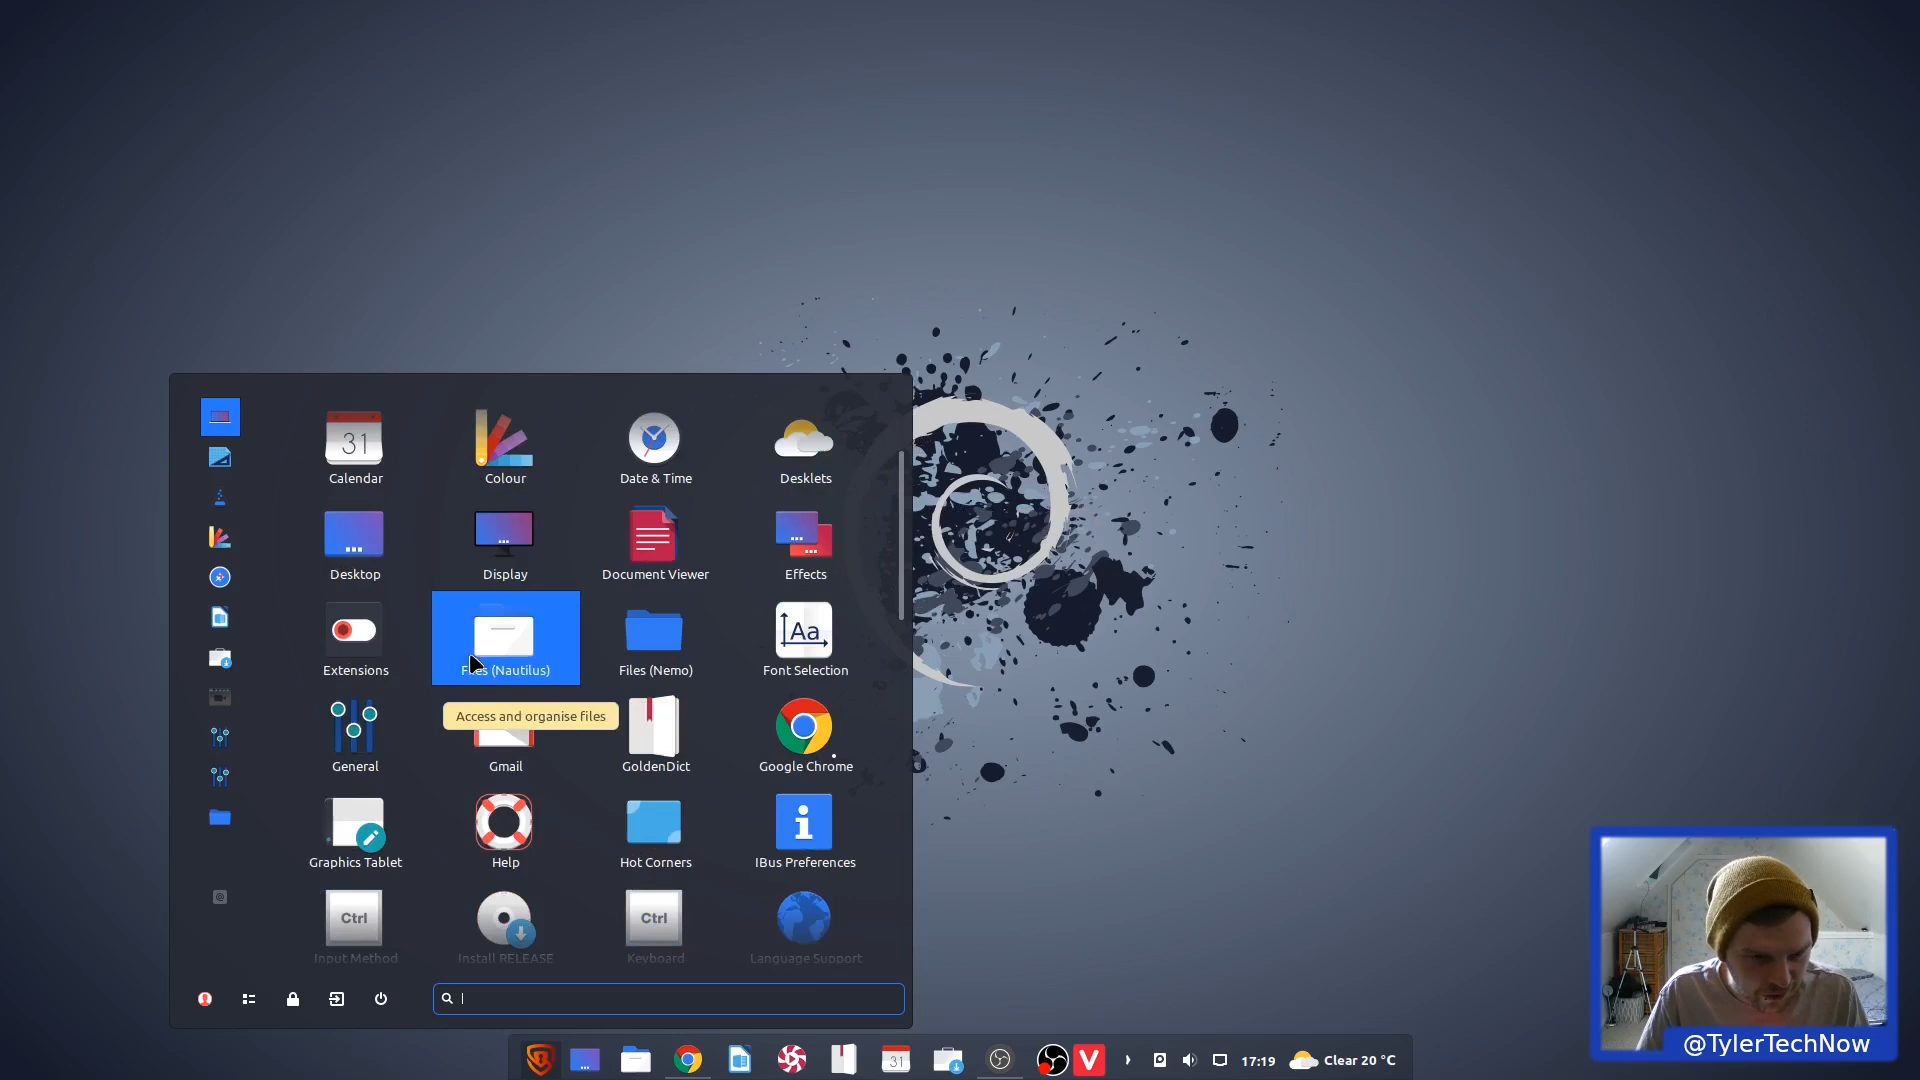 31
Calendar
Colour
Date & Time
Desklets
Desktop
Display
Document Viewer
Effects
Aa
Extensions
Files (Nautilus)
Files (Nemo)
Font Selection
Access and organise files
General
Gmail
GoldenDict
Google Chrome
i
Graphics Tablet
Help
Hot Corners
IBus Preferences
Ctrl
Ctrl
Input Method
Install RELEASE
Keyboard
Language Support
@TylerTechNow
31
V
17:19
Clear 20 °C